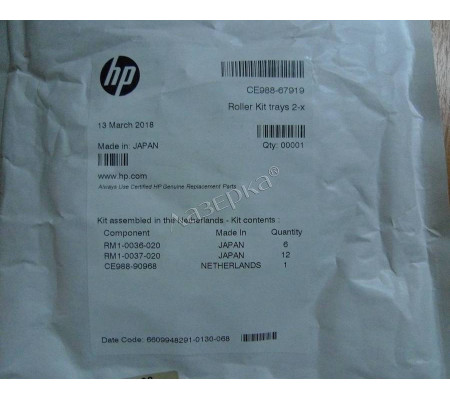 hp
CE988-67919
Roller Kit trays 2-x
13 March 2018
Made in: JAPAN
Qty: 00001
www.hp.com
Always Use Certified HP Genuine Replacement Parts
Kit assembled in the Netherlands - Kit contents :
Component Made In Quantity
RM1-0036-020 JAPAN 6
RM1-0037-020 JAPAN 12
CE988-90968 NETHERLANDS 1
Date Code: 6609948291-0130-068
Лазерка®